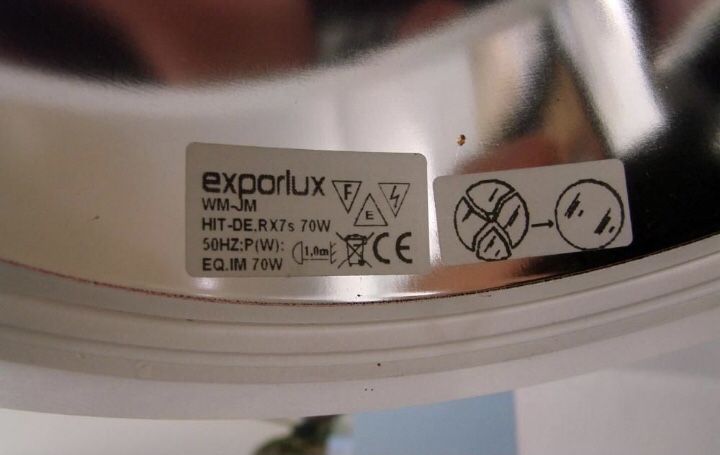 exporlux
WM-JM
HIT-DE.RX7s 70W
50HZ:P(W):
EQ.IM 70W
F
E
1,0m
CE